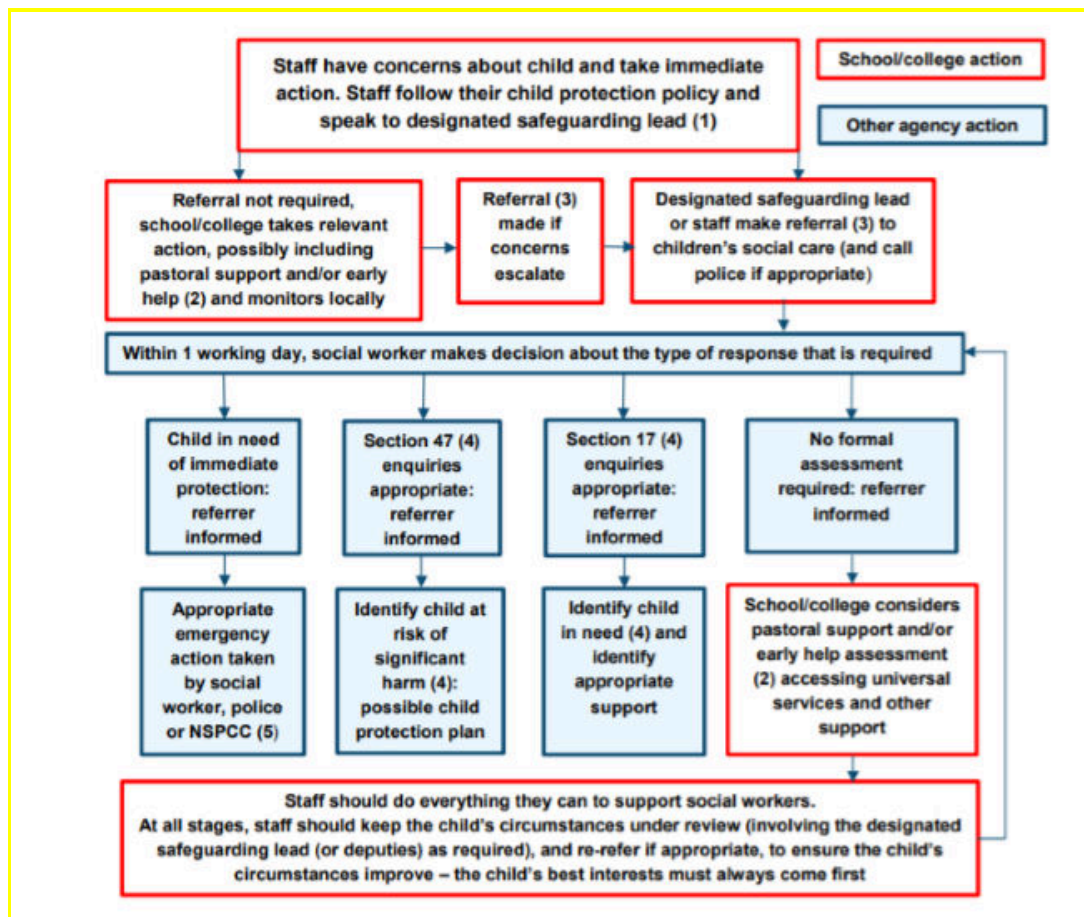 Staff have concerns about child and take immediate
action. Staff follow their child protection policy and
speak to designated safeguarding lead (1)
School/college action
Other agency action
Referral not required,
school/college takes relevant
action, possibly including
pastoral support and/or early
help (2) and monitors locally
Referral (3)
made if
concerns
escalate
Designated safeguarding lead
or staff make referral (3) to
children's social care (and call
police if appropriate)
Within 1 working day, social worker makes decision about the type of response that is required
Child in need
of immediate
protection:
referrer
informed
Section 47 (4)
enquiries
appropriate:
referrer
informed
Section 17 (4)
enquiries
appropriate:
referrer
informed
No formal
assessment
required: referrer
informed
Appropriate
emergency
action taken
by social
worker, police
or NSPCC (5)
Identify child at
risk of
significant
harm (4):
possible child
protection plan
Identify child
in need (4) and
identify
appropriate
support
School/college considers
pastoral support and/or
early help assessment
(2) accessing universal
services and other
support
Staff should do everything they can to support social workers.
At all stages, staff should keep the child's circumstances under review (involving the designated
safeguarding lead (or deputies) as required), and re-refer if appropriate, to ensure the child's
circumstances improve – the child's best interests must always come first